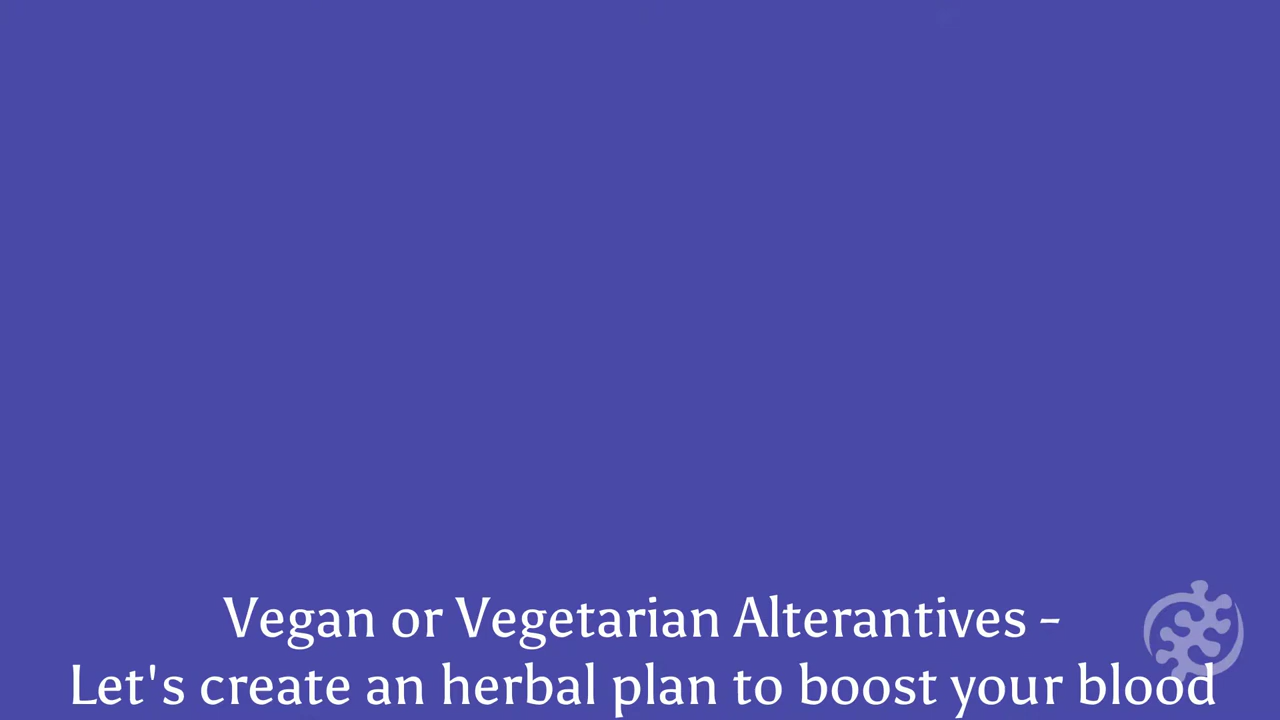 Vegan or Vegetarian Alterantives -
Let's create an herbal plan to boost your blood